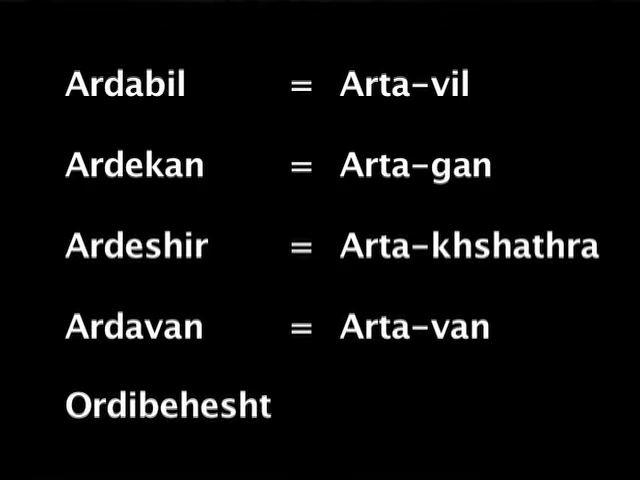 Ardabil = Arta-vil
Ardekan = Arta-gan
Ardeshir = Arta-khshathra
Ardavan = Arta-van
Ordibehesht